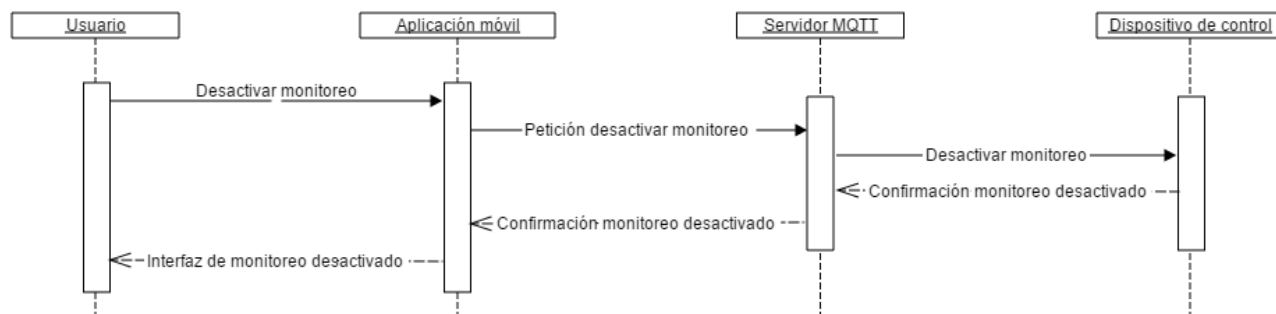 Usuario
Aplicación móvil
Servidor MQTT
Dispositivo de control
Desactivar monitoreo
Petición desactivar monitoreo
Desactivar monitoreo
Confirmación monitoreo desactivado
Confirmación monitoreo desactivado
Interfaz de monitoreo desactivado